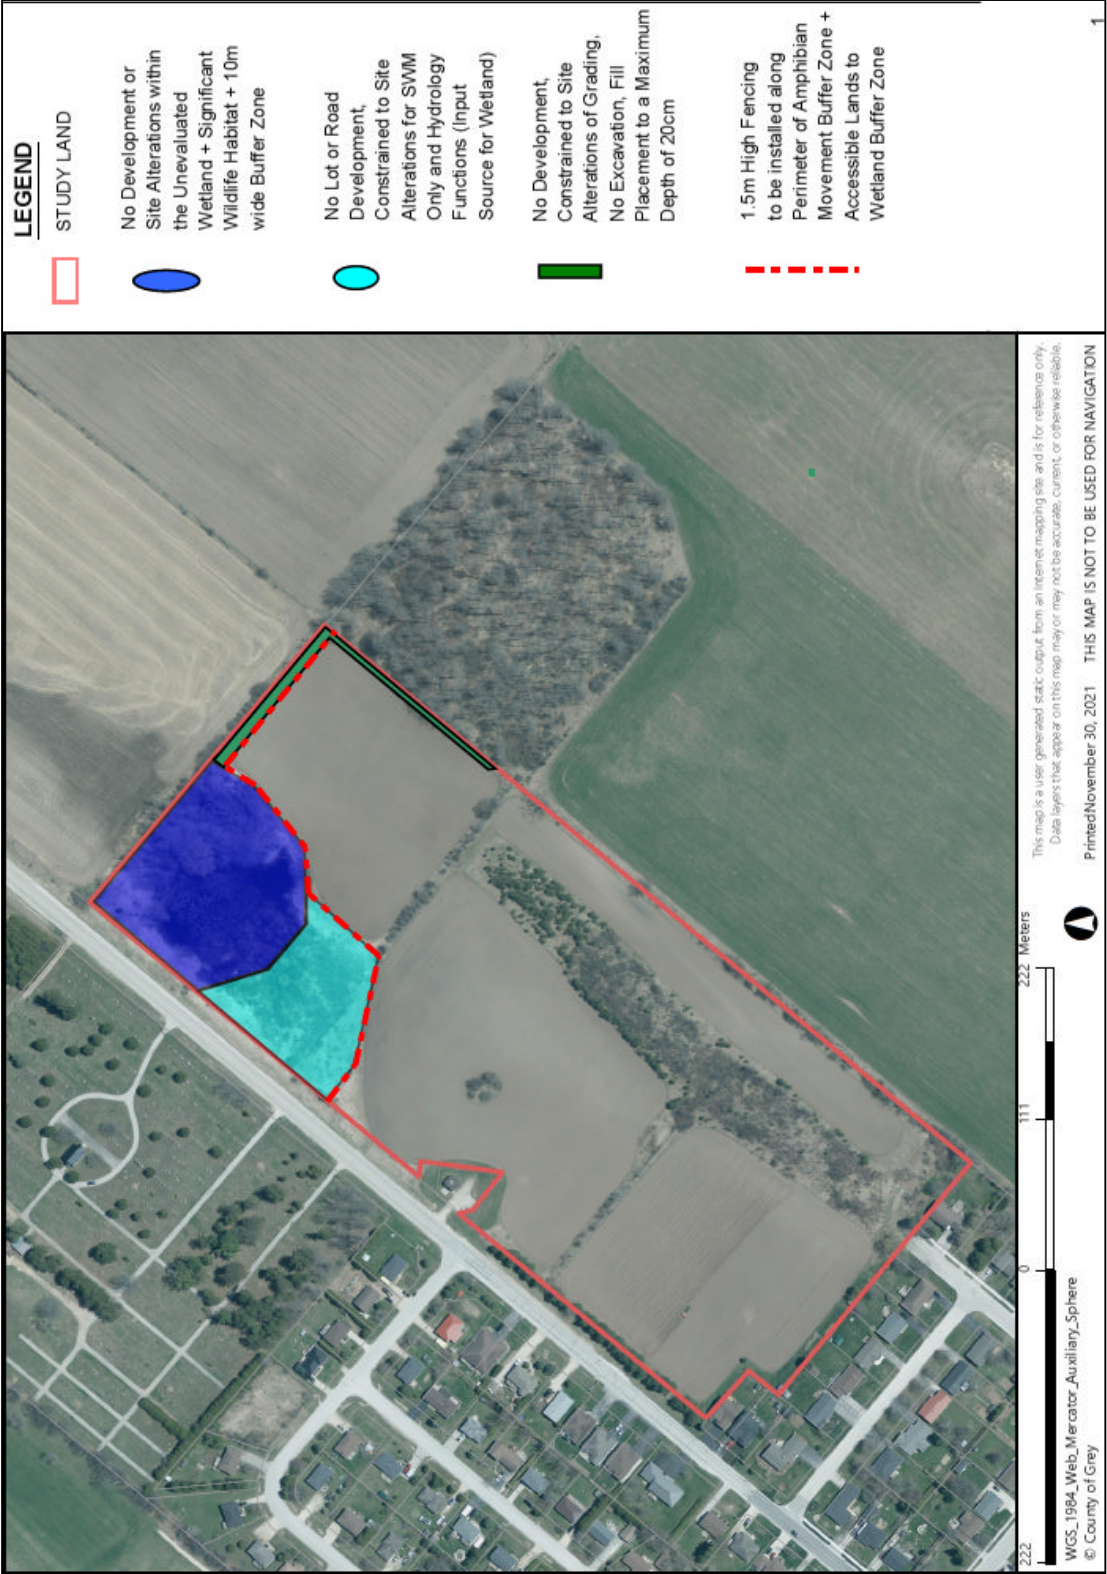 LEGEND
STUDY LAND
No Development or
Site Alterations within
the Unevaluated
Wetland + Significant
Wildlife Habitat + 10m
wide Buffer Zone
No Lot or Road
Development,
Constrained to Site
Alterations for SWM
Only and Hydrology
Functions (Input
Source for Wetland)
No Development,
Constrained to Site
Alterations of Grading,
No Excavation, Fill
Placement to a Maximum
Depth of 20cm
1.5m High Fencing
to be installed along
Perimeter of Amphibian
Movement Buffer Zone +
Accessible Lands to
Wetland Buffer Zone
222
0
111
222 Meters
WGS_1984_Web_Mercator_Auxiliary_Sphere
© County of Grey
This map is a user generated static output from an Internet mapping site and is for reference only.
Data layers that appear on this map may or may not be accurate, current, or otherwise reliable.
Printed November 30, 2021 THIS MAP IS NOT TO BE USED FOR NAVIGATION
1